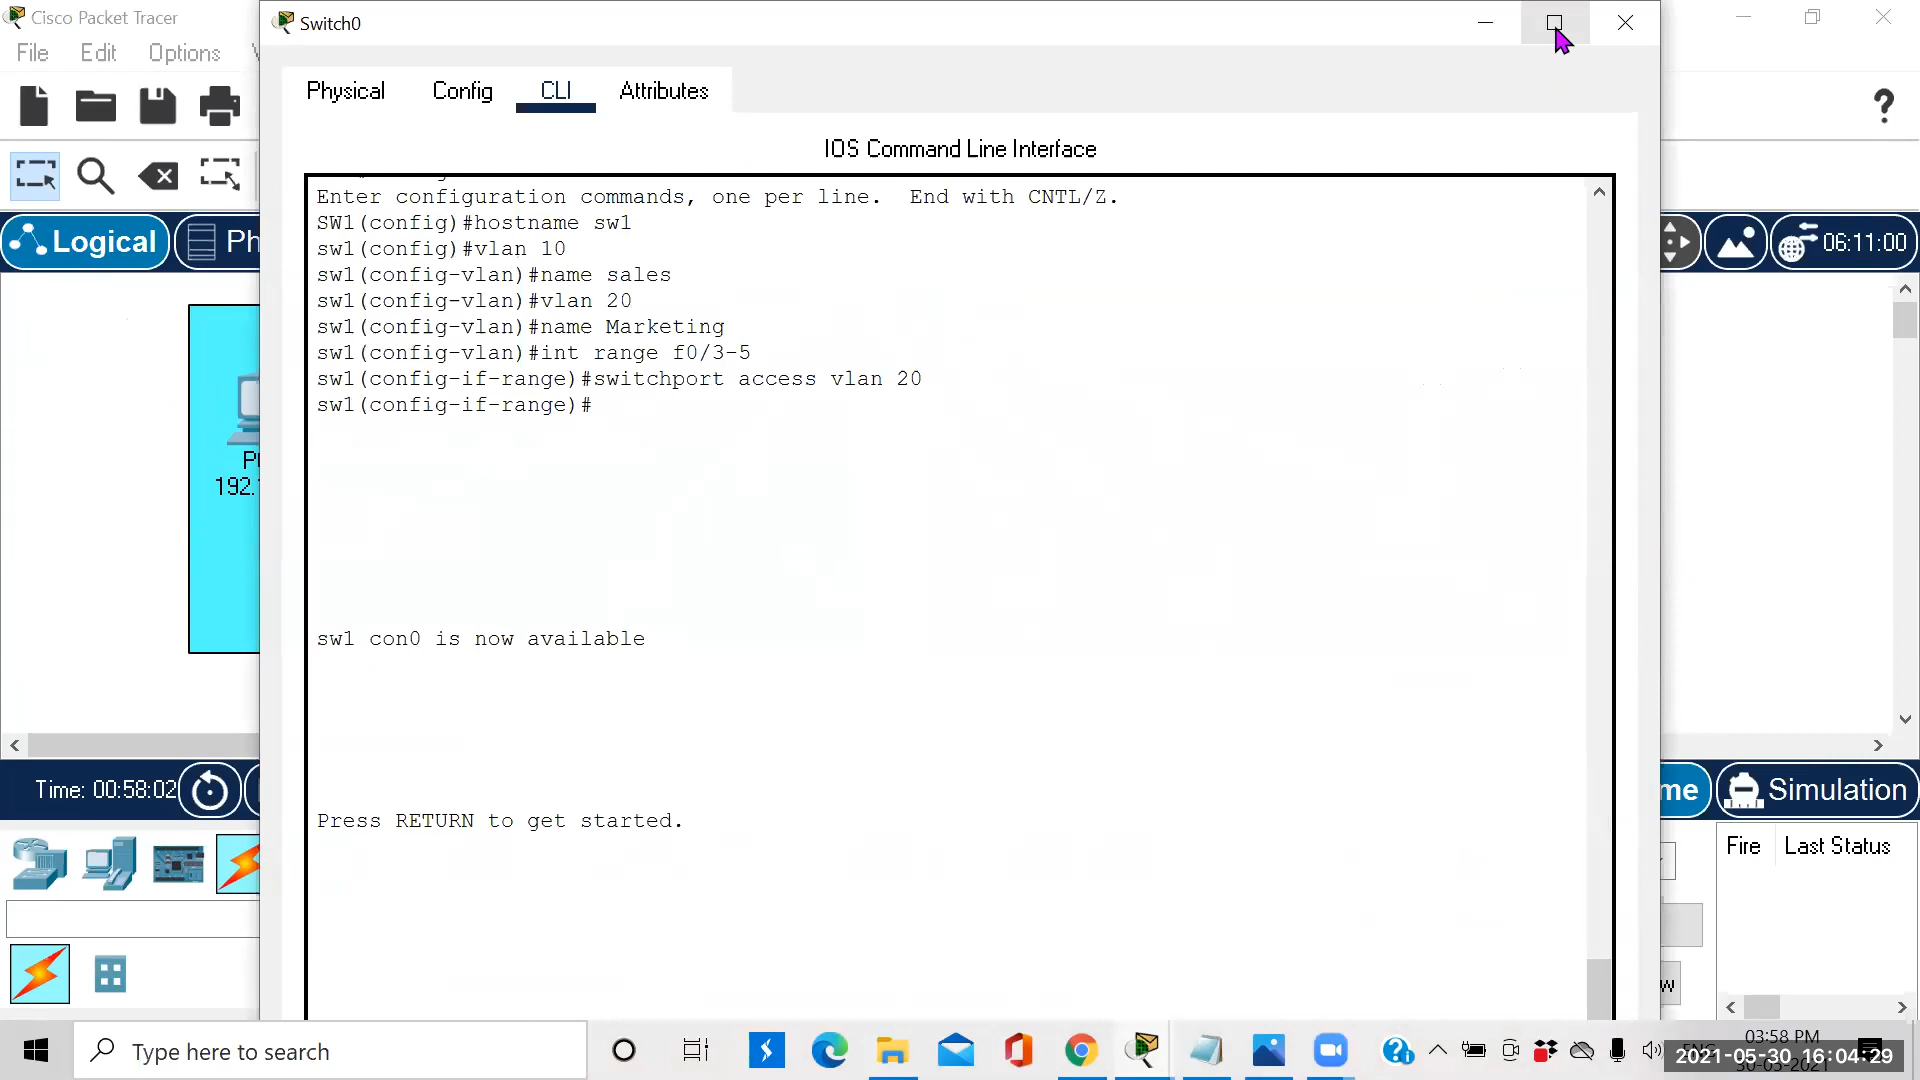 Cisco Packet Tracer
Switch0
File Edit Options
Physical Config CLI Attributes
IOS Command Line Interface
Enter configuration commands, one per line.  End with CNTL/Z.
SW1(config)#hostname sw1
sw1(config)#vlan 10
sw1(config-vlan)#name sales
sw1(config-vlan)#vlan 20
sw1(config-vlan)#name Marketing
sw1(config-vlan)#int range f0/3-5
sw1(config-if-range)#switchport access vlan 20
sw1(config-if-range)#
sw1 con0 is now available
Press RETURN to get started.
Logical Ph
06:11:00
192.
Time: 00:58:02
me Simulation
Fire Last Status
w
Type here to search
03:58 PM
2021-05-30 16:04:29